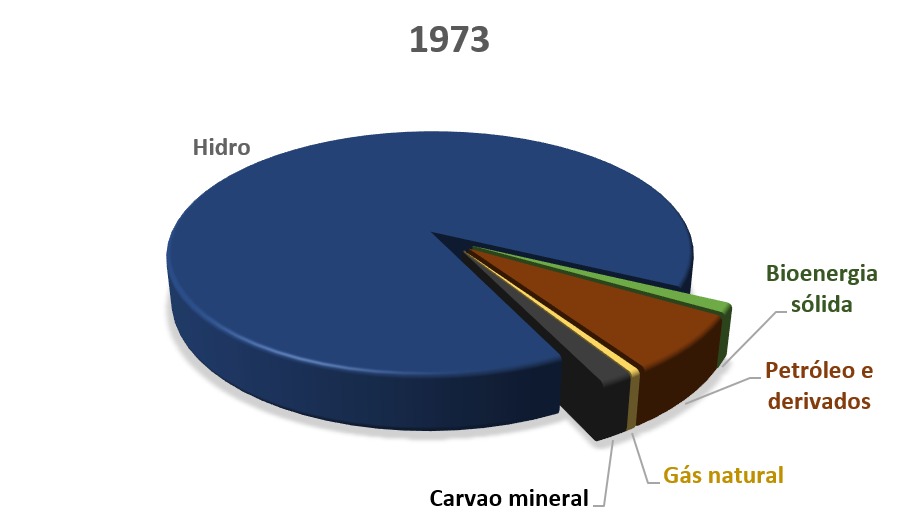 1973
Hidro
Bioenergia
sólida
Petróleo e
derivados
Gás natural
Carvao mineral